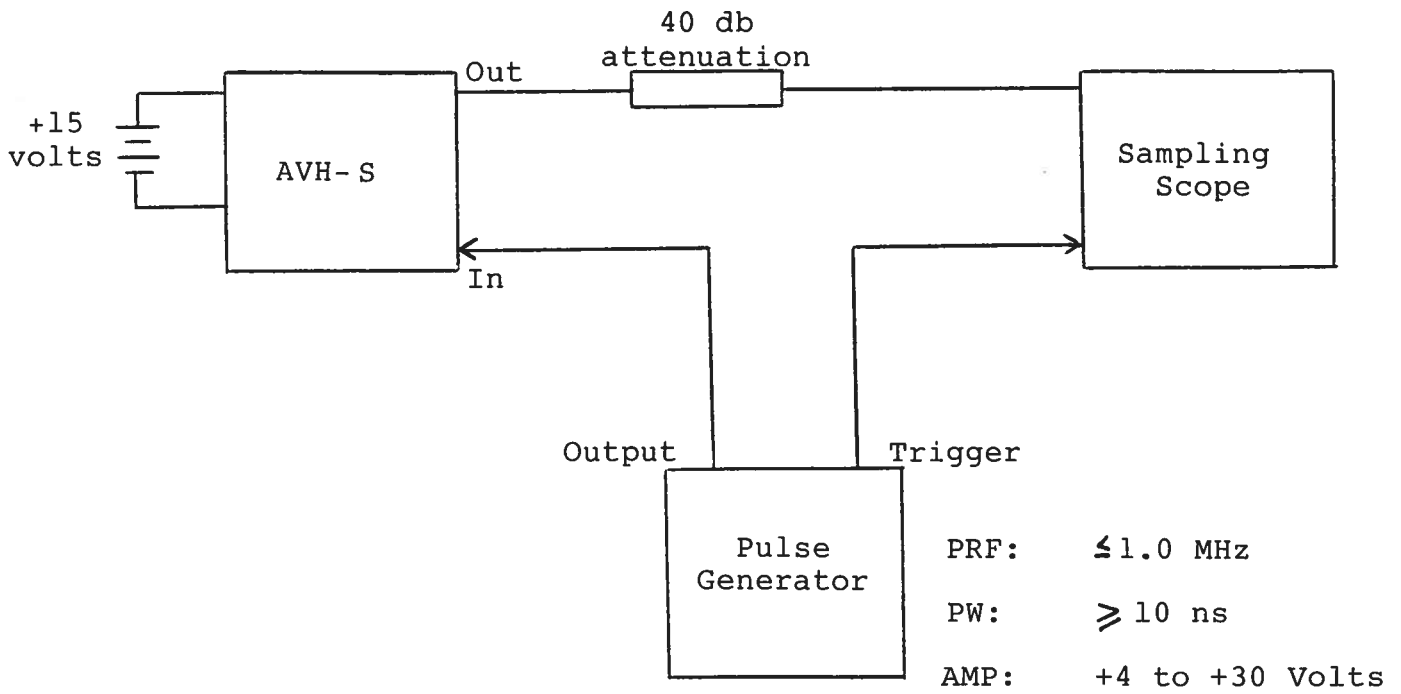 40 db
attenuation
Out
+15
volts
AVH-S
Sampling
Scope
In
Output
Trigger
Pulse
Generator
PRF: ≤1.0 MHz
PW: ⩾ 10 ns
AMP: +4 to +30 Volts